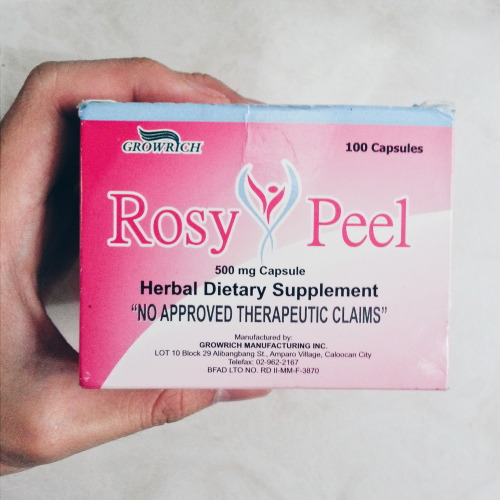 GROWRICH
100 Capsules
Rosy Peel
500 mg Capsule
Herbal Dietary Supplement
"NO APPROVED THERAPEUTIC CLAIMS"
Manufactured by:
GROWRICH MANUFACTURING INC.
LOT 10 Block 29 Alibangbang St., Amparo Village, Caloocan City
Telefax: 02-962-2167
BFAD LTO NO. RD II-MM-F-3870